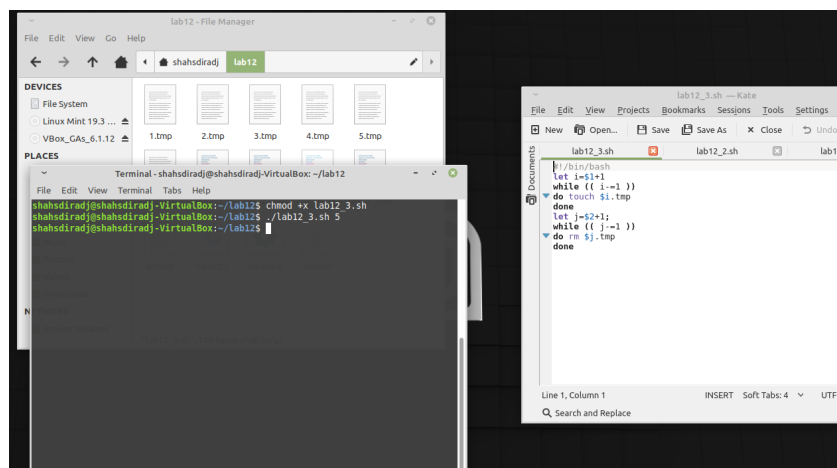 lab12 - File Manager
File Edit View Go Help
shahsdiradj lab12
DEVICES
File System
Linux Mint 19.3 ...
VBox_GAs_6.1.12
PLACES
1.tmp 2.tmp 3.tmp 4.tmp 5.tmp
Terminal - shahsdiradj@shahsdiradj-VirtualBox: ~/lab12
File Edit View Terminal Tabs Help
shahsdiradj@shahsdiradj-VirtualBox:~/lab12$ chmod +x lab12_3.sh
shahsdiradj@shahsdiradj-VirtualBox:~/lab12$ ./lab12_3.sh 5
shahsdiradj@shahsdiradj-VirtualBox:~/lab12$
N
lab12_3.sh — Kate
File Edit View Projects Bookmarks Sessions Tools Settings
New Open... Save Save As Close Undo
Documents
lab12_3.sh lab12_2.sh lab1
#!/bin/bash
let i=$1+1
while (( i-=1 ))
do touch $i.tmp
done
let j=$2+1;
while (( j-=1 ))
do rm $j.tmp
done
Line 1, Column 1 INSERT Soft Tabs: 4 UTF
Search and Replace